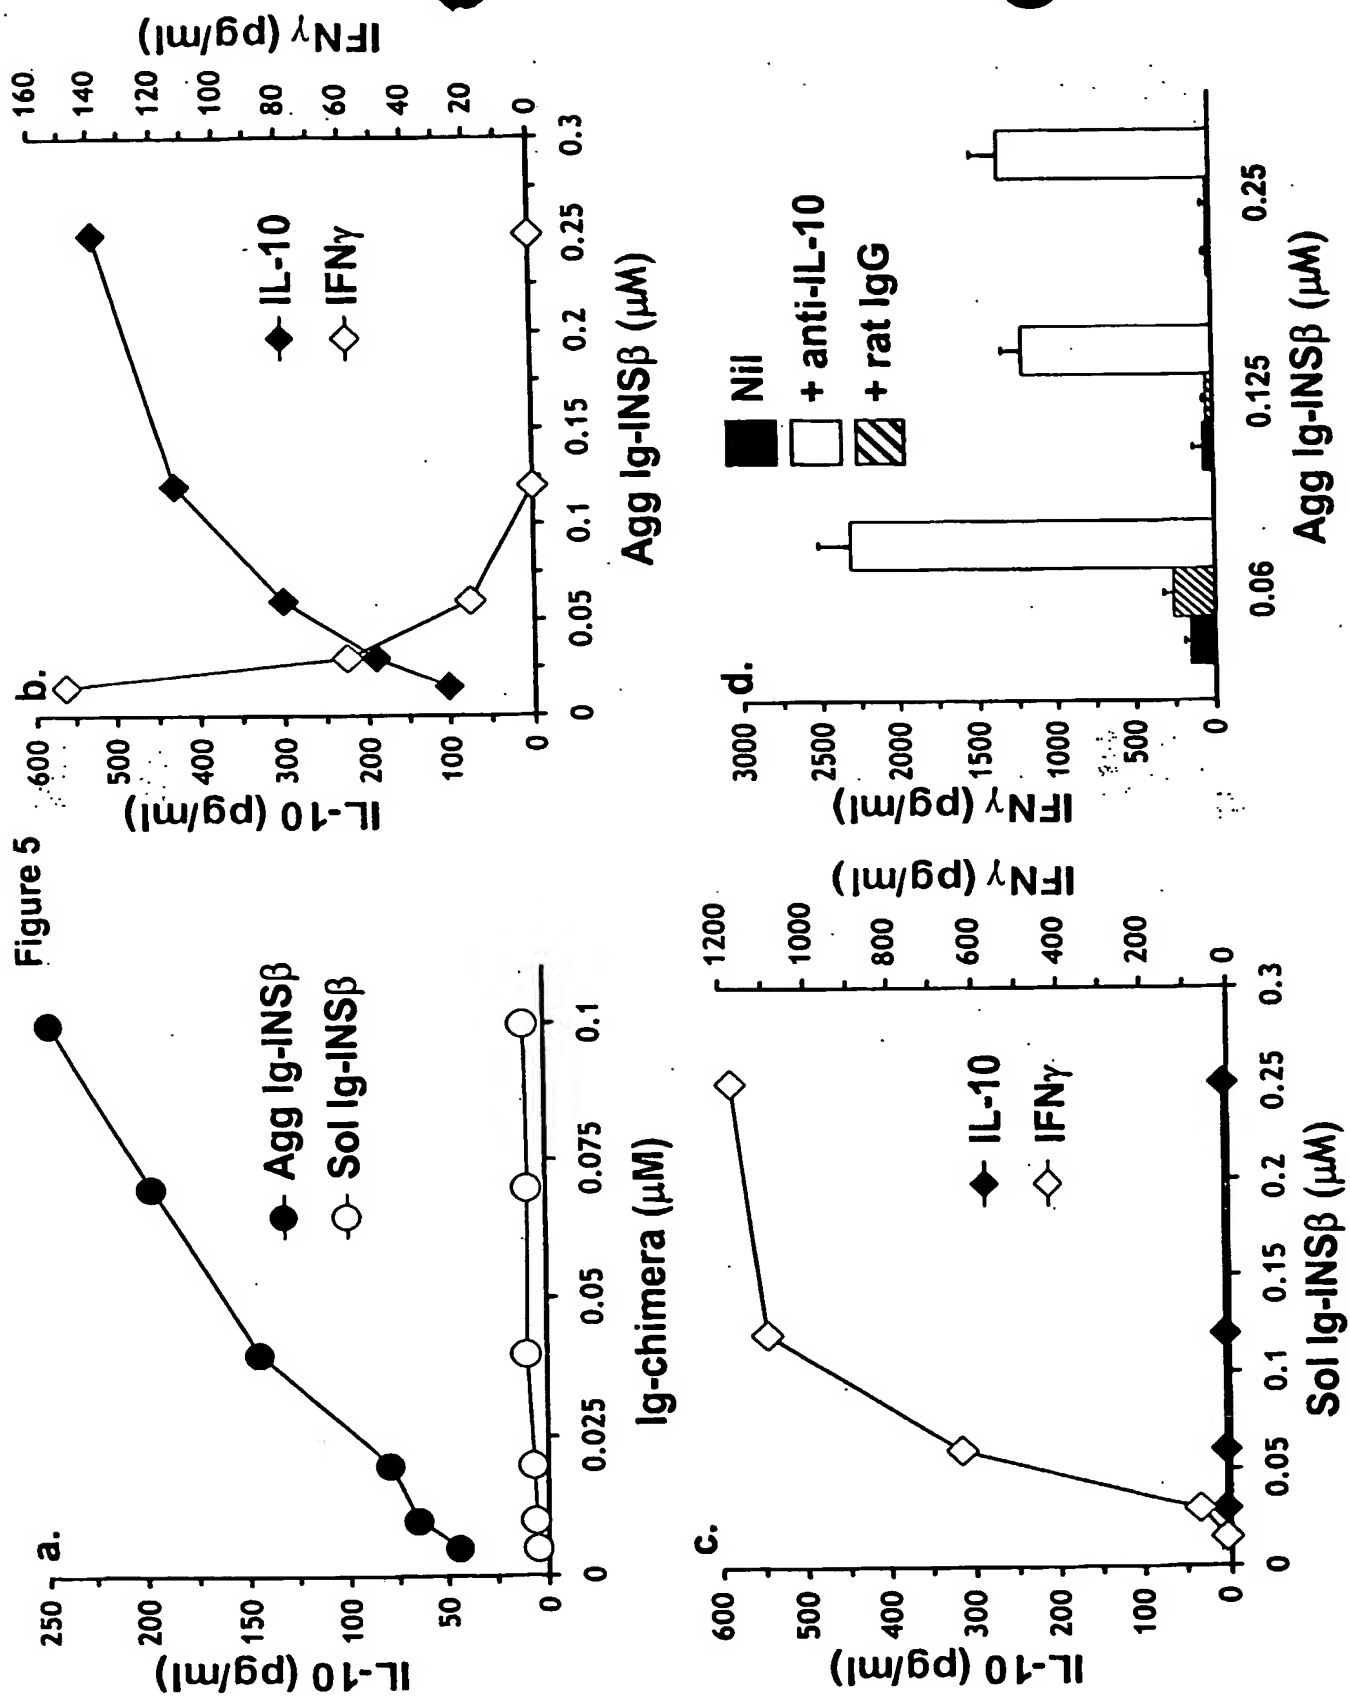 Figure 5
a.
IL-10 (pg/ml)
250
200
150
100
50
0
0
0.025
0.05
0.075
0.1
Ig-chimera (μM)
Agg Ig-INSβ
Sol Ig-INSβ
b.
IL-10 (pg/ml)
600
500
400
300
200
100
0
IFNγ (pg/ml)
160
140
120
100
80
60
40
20
0
0
0.05
0.1
0.15
0.2
0.25
0.3
Agg Ig-INSβ (μM)
IL-10
IFNγ
c.
IL-10 (pg/ml)
600
500
400
300
200
100
0
IFNγ (pg/ml)
1200
1000
800
600
400
200
0
0
0.05
0.1
0.15
0.2
0.25
0.3
Sol Ig-INSβ (μM)
IL-10
IFNγ
d.
IFNγ (pg/ml)
3000
2500
2000
1500
1000
500
0
0.06
0.125
0.25
Agg Ig-INSβ (μM)
Nil
+ anti-IL-10
+ rat IgG